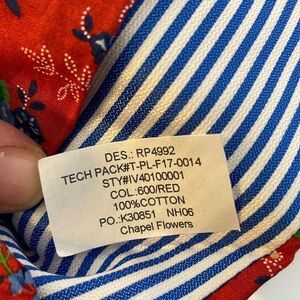 DES.: RP4992
TECH PACK#T-PL-F17-0014
STY#IV40100001
COL.:600/RED
100%COTTON
PO.:K30851 NH06
Chapel Flowers